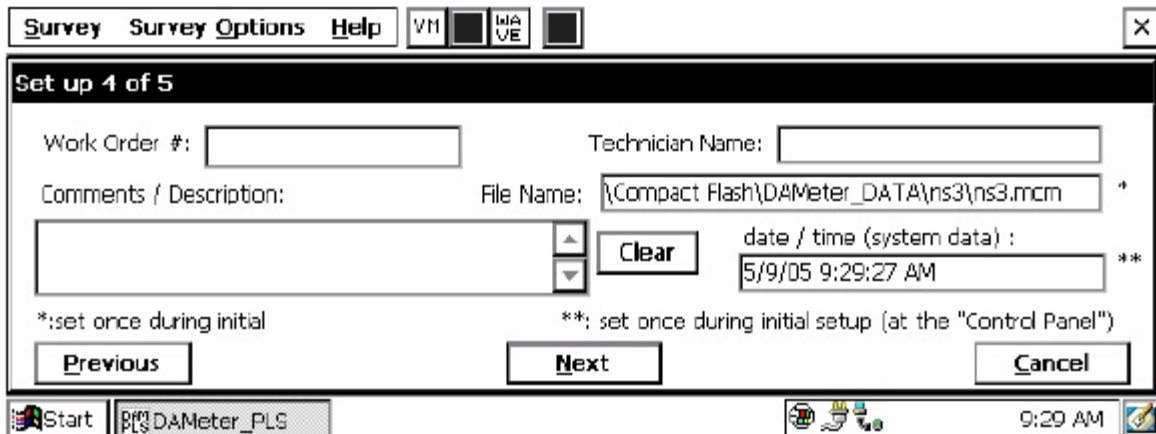 Survey Survey Options Help VM WAVE X
Set up 4 of 5
Work Order #: Technician Name:
Comments / Description: File Name: \Compact Flash\DAMeter_DATA\ns3\ns3.mcm *
Clear date / time (system data) :
5/9/05 9:29:27 AM **
*:set once during initial **: set once during initial setup (at the "Control Panel")
Previous Next Cancel
Start DAMeter_PLS 9:29 AM